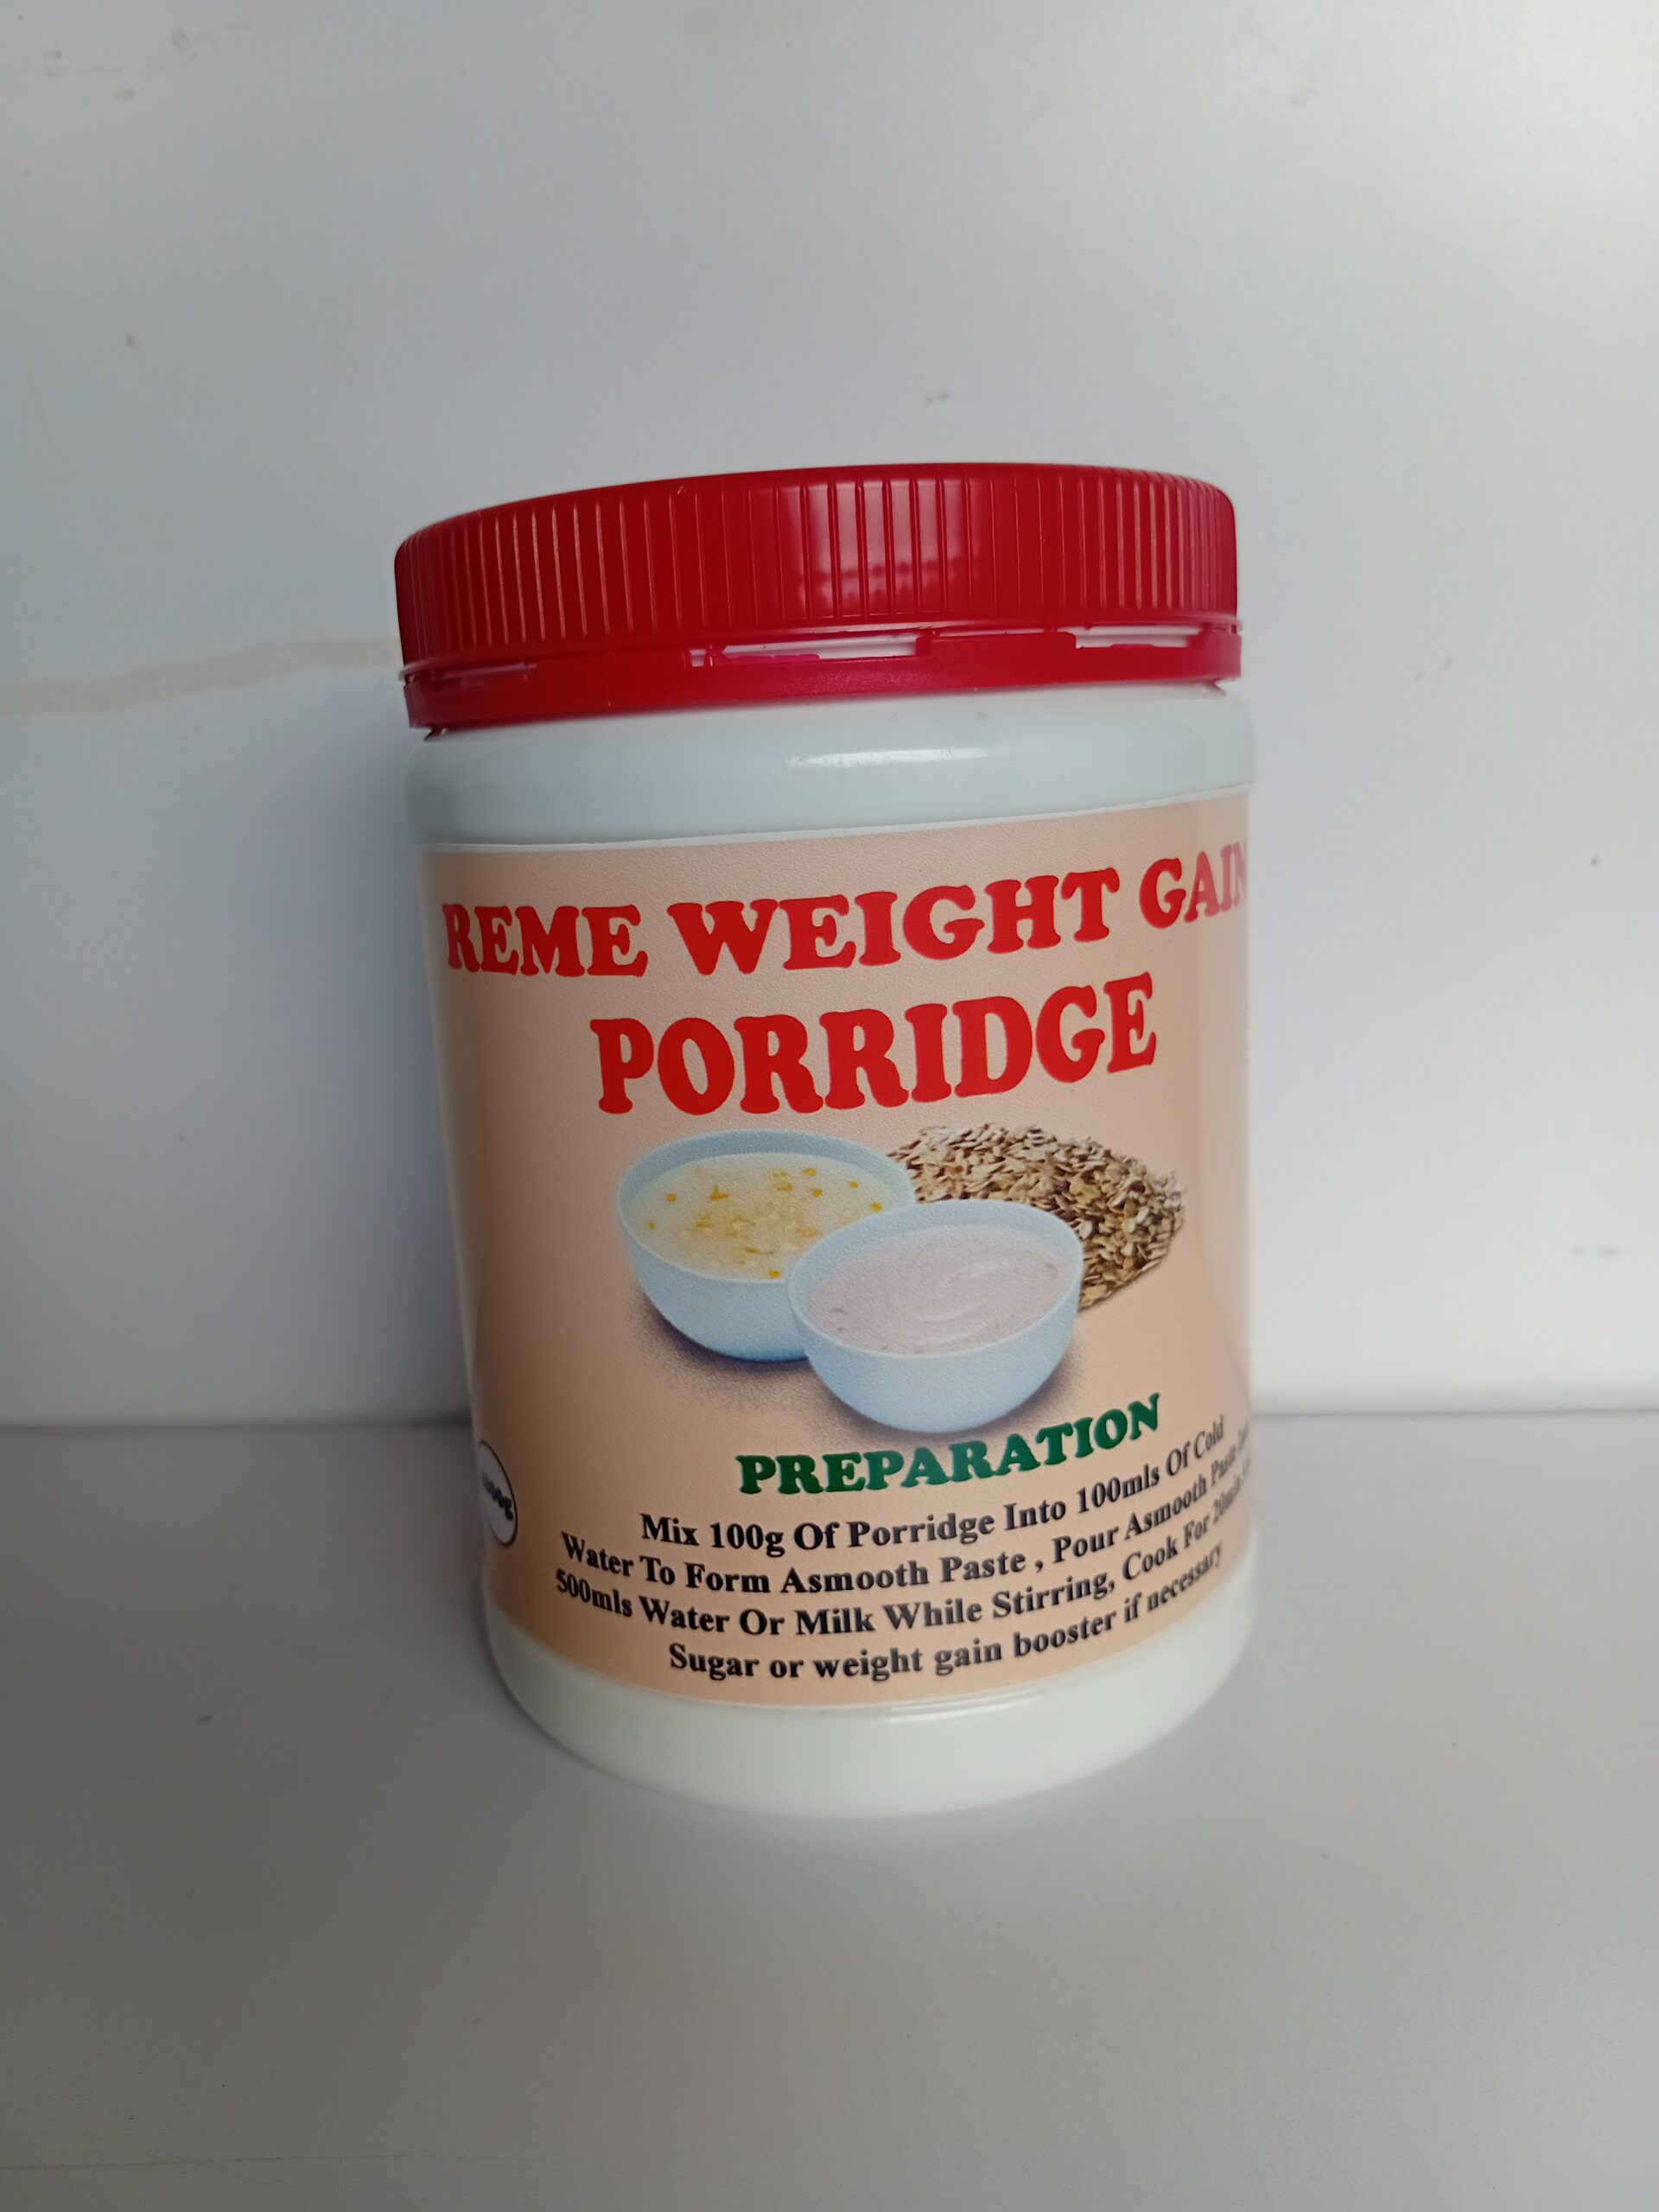 REME WEIGHT GAIN
PORRIDGE
PREPARATION
Mix 100g Of Porridge Into 100mls Of Cold
Water To Form Asmooth Paste , Pour Asmooth Paste
500mls Water Or Milk While Stirring, Cook For 20min
Sugar or weight gain booster if necessary